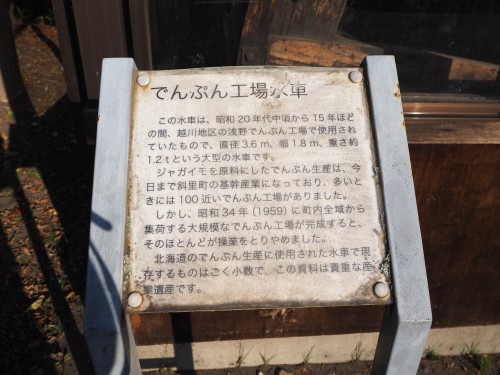 でんぷん工場水車
この水車は、昭和20年代中頃から15年ほど
の間、越川地区の浅野でんぷん工場で使用され
ていたもので、直径3.6m、幅1.8m、重さ約
1.2tという大型の水車です。
ジャガイモを原料にしたでんぷん生産は、今
日まで斜里町の基幹産業になっており、多いと
きには100近いでんぷん工場がありました。
しかし、昭和34年(1959)に町内全域から
集荷する大規模なでんぷん工場が完成すると、
そのほとんどが操業をとりやめました。
北海道のでんぷん生産に使用された水車で現
存するものはごく小数で、この資料は貴重な産
業遺産です。